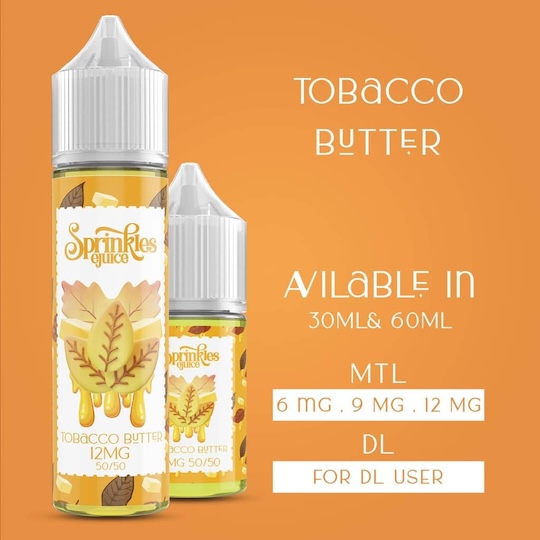 TOBACCO
BUTTER
AVILABLE IN
30ML& 60ML
MTL
6 MG . 9 MG . 12 MG
DL
FOR DL USER
Sprinkles
eJUICE
TOBACCO BUTTER
12MG
50/50
Sprinkles
eJUICE
BUTTER
MG 50/50